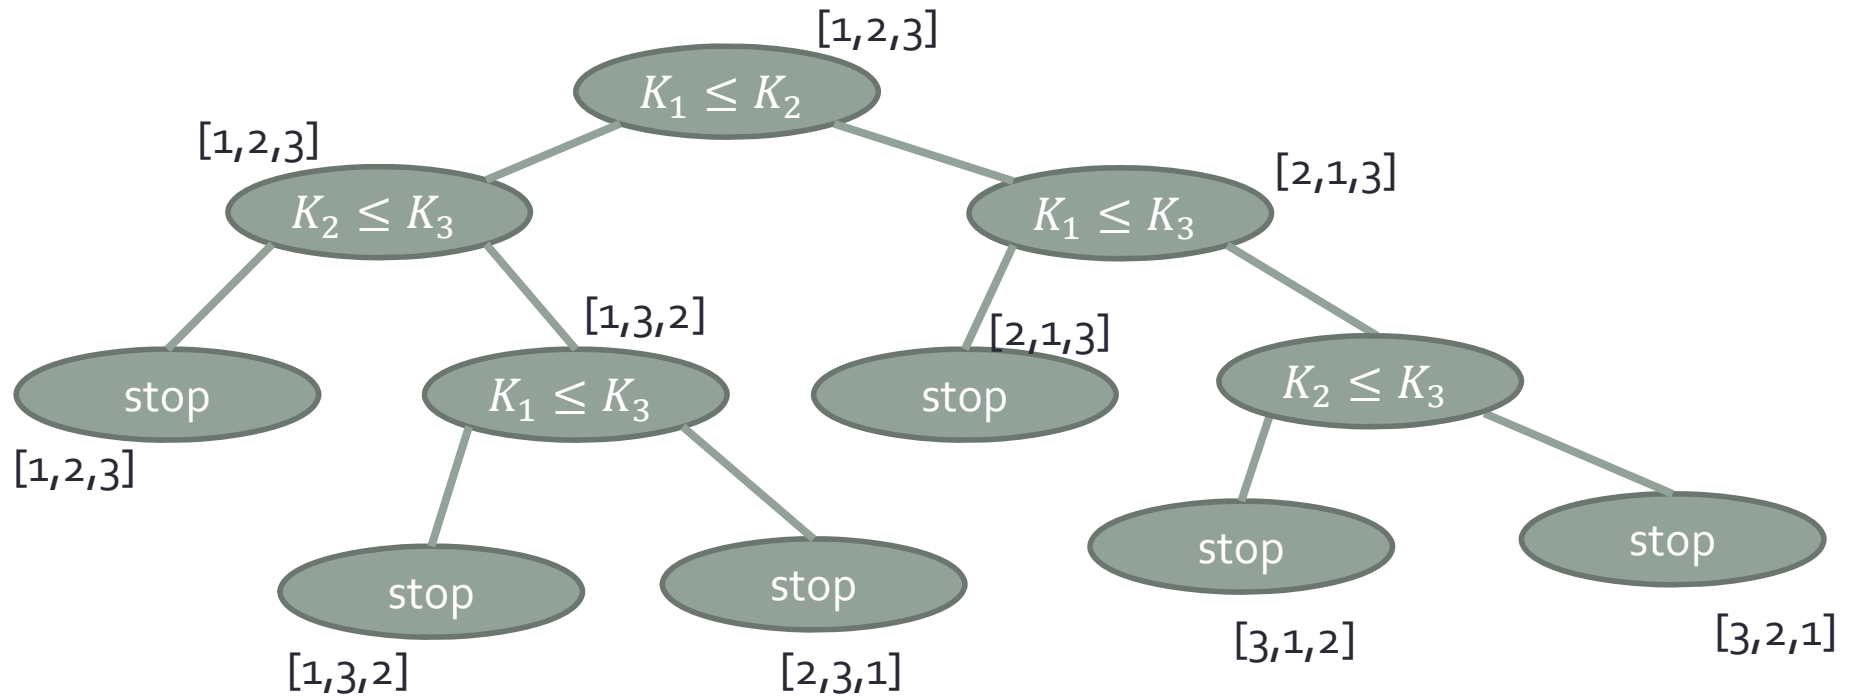 [1,2,3]
K₁ ≤ K₂
[1,2,3]
K₂ ≤ K₃
[2,1,3]
K₁ ≤ K₃
stop
[1,2,3]
[1,3,2]
K₁ ≤ K₃
[2,1,3]
stop
K₂ ≤ K₃
stop
[1,3,2]
stop
[2,3,1]
stop
[3,1,2]
stop
[3,2,1]